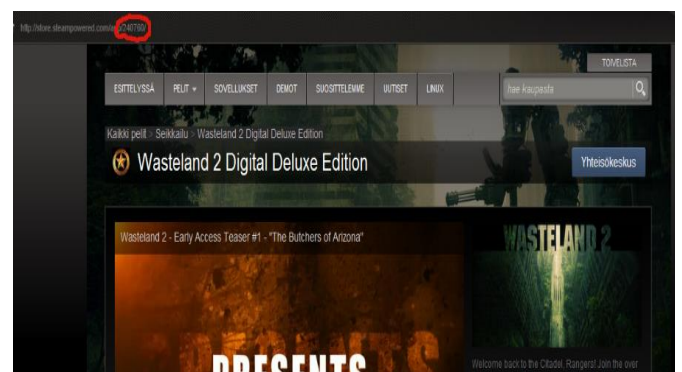 http://store.steampowered.com/app/240760/
TOIVELISTA
ESITTELYSSÄ PELIT SOVELLUKSET DEMOT SUOSITTELEMME UUTISET LINUX hae kaupasta
Kaikki pelit > Seikkailu > Wasteland 2 Digital Deluxe Edition
Wasteland 2 Digital Deluxe Edition
Yhteisökeskus
Wasteland 2 - Early Access Teaser #1 - "The Butchers of Arizona"
WASTELAND 2
PRESENTS
Welcome back to the Citadel, Rangers! Join the over